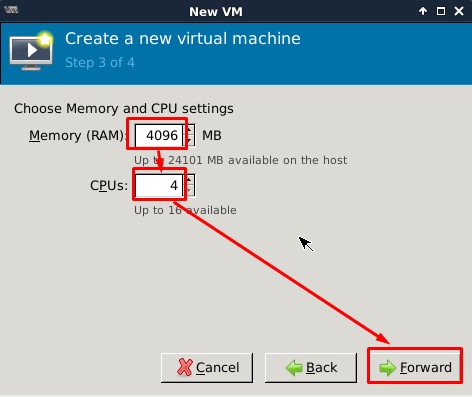 New VM
Create a new virtual machine
Step 3 of 4
Choose Memory and CPU settings
Memory (RAM): 4096 MB
Up to 24101 MB available on the host
CPUs: 4
Up to 16 available
Cancel Back Forward